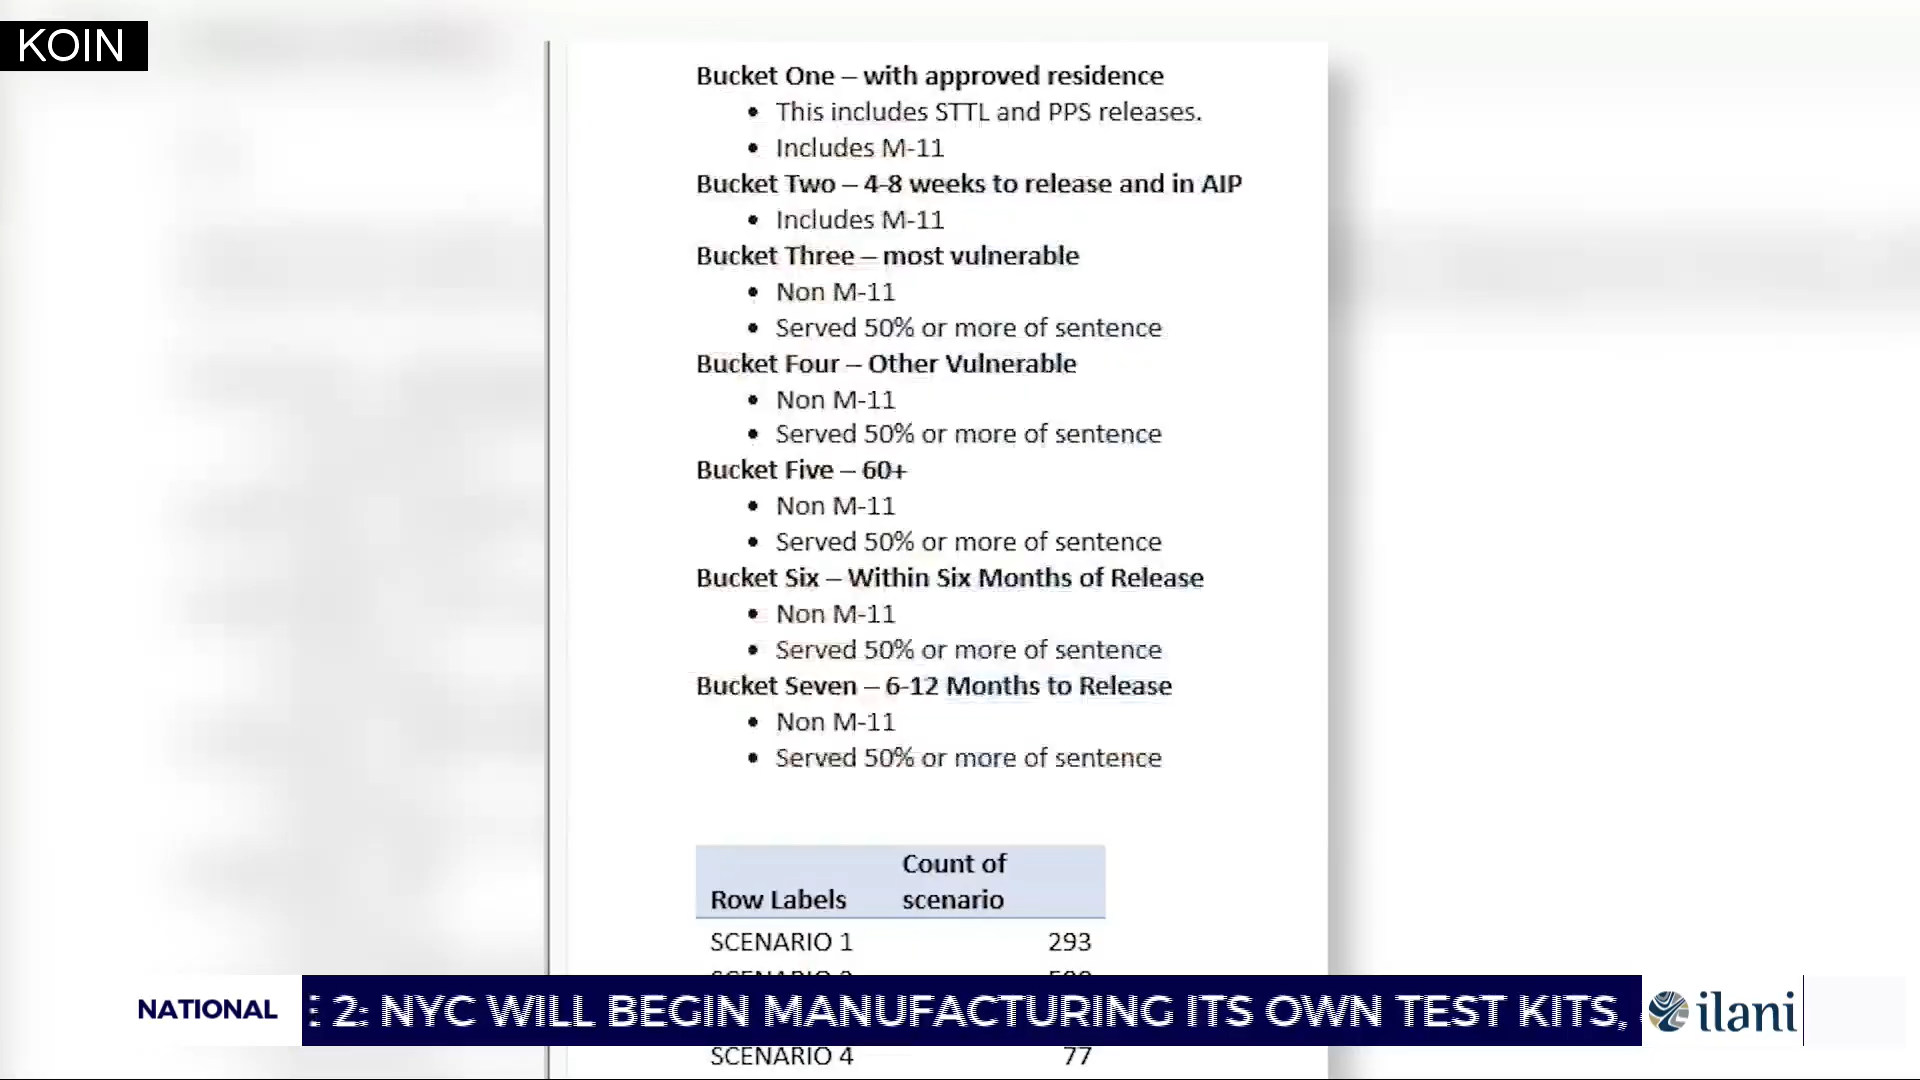 KOIN
Bucket One – with approved residence
• This includes STTL and PPS releases.
• Includes M-11
Bucket Two – 4-8 weeks to release and in AIP
• Includes M-11
Bucket Three – most vulnerable
• Non M-11
• Served 50% or more of sentence
Bucket Four – Other Vulnerable
• Non M-11
• Served 50% or more of sentence
Bucket Five – 60+
• Non M-11
• Served 50% or more of sentence
Bucket Six – Within Six Months of Release
• Non M-11
• Served 50% or more of sentence
Bucket Seven – 6-12 Months to Release
• Non M-11
• Served 50% or more of sentence
Count of
Row Labels scenario
SCENARIO 1 293
NATIONAL 2: NYC WILL BEGIN MANUFACTURING ITS OWN TEST KITS, ilani
SCENARIO 4 77